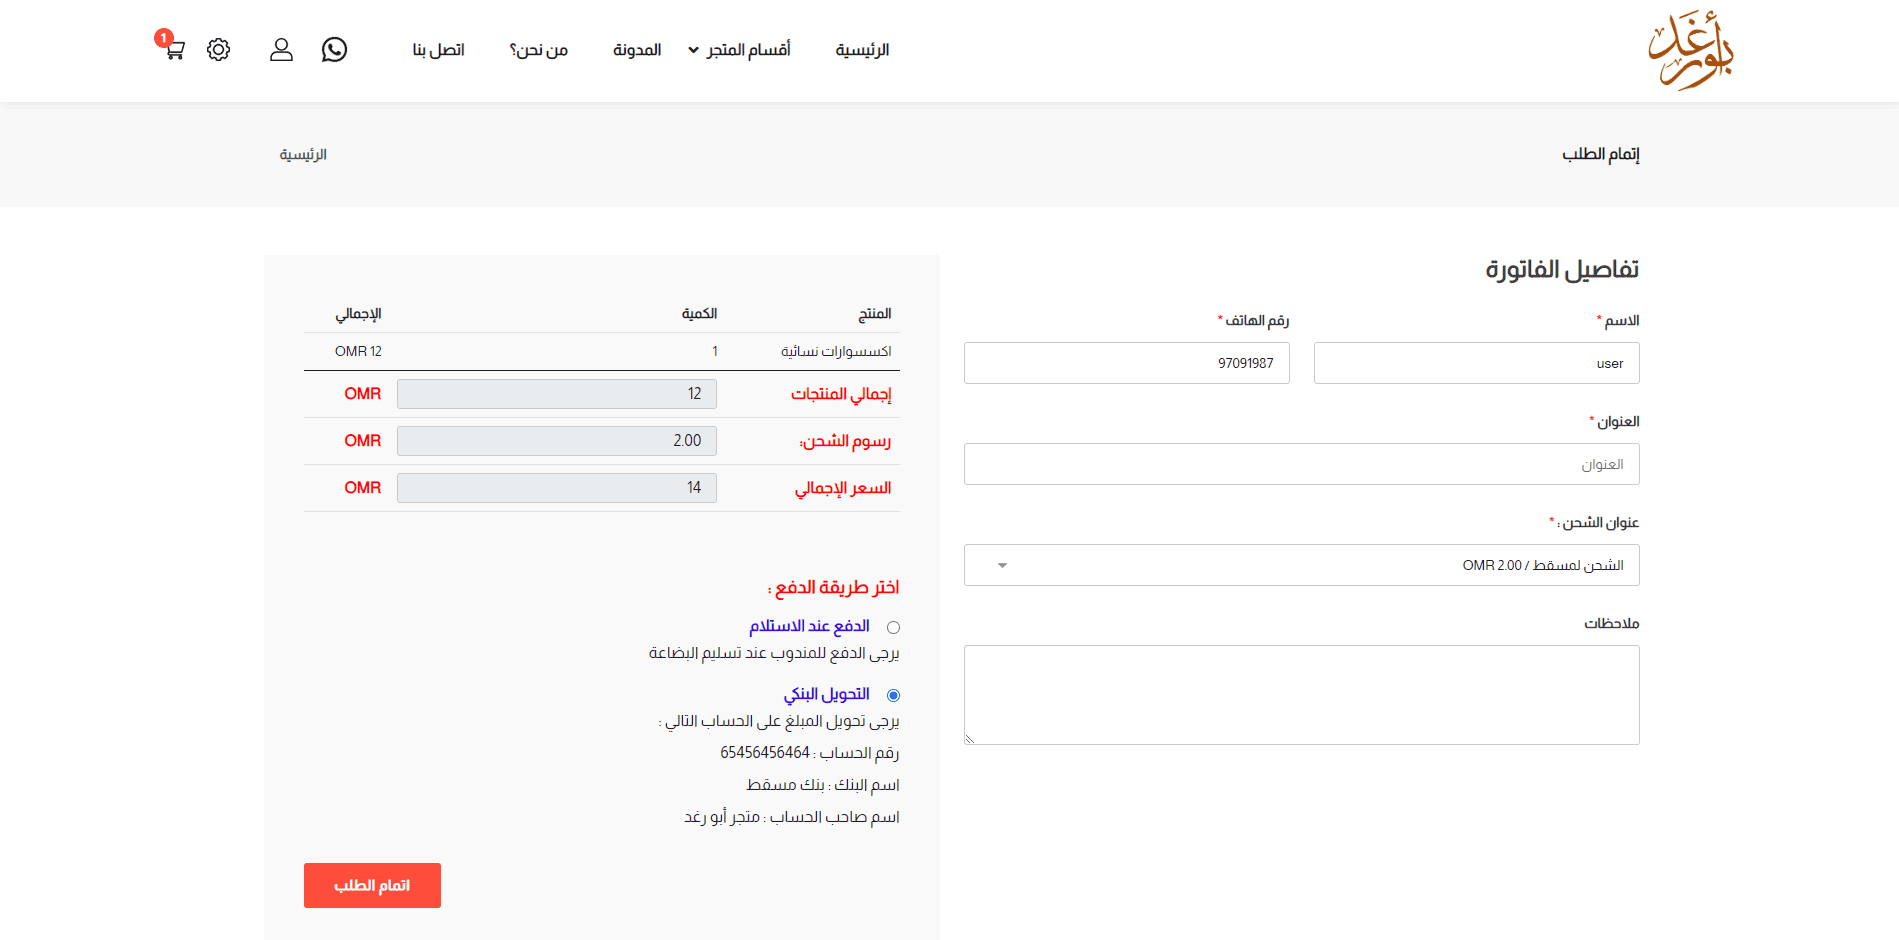 أبو رغد
الرئيسية
أقسام المتجر
المدونة
من نحن؟
اتصل بنا
1
إتمام الطلب
الرئيسية
تفاصيل الفاتورة
الاسم *
رقم الهاتف *
user
97091987
العنوان *
العنوان
عنوان الشحن : *
الشحن لمسقط / 2.00 OMR
ملاحظات
المنتج الكمية الإجمالي
اكسسوارات نسائية 1 12 OMR
إجمالي المنتجات 12 OMR
رسوم الشحن: 2.00 OMR
السعر الإجمالي 14 OMR
اختر طريقة الدفع :
الدفع عند الاستلام
يرجى الدفع للمندوب عند تسليم البضاعة
التحويل البنكي
يرجى تحويل المبلغ على الحساب التالي :
رقم الحساب : 65456456464
اسم البنك : بنك مسقط
اسم صاحب الحساب : متجر أبو رغد
اتمام الطلب